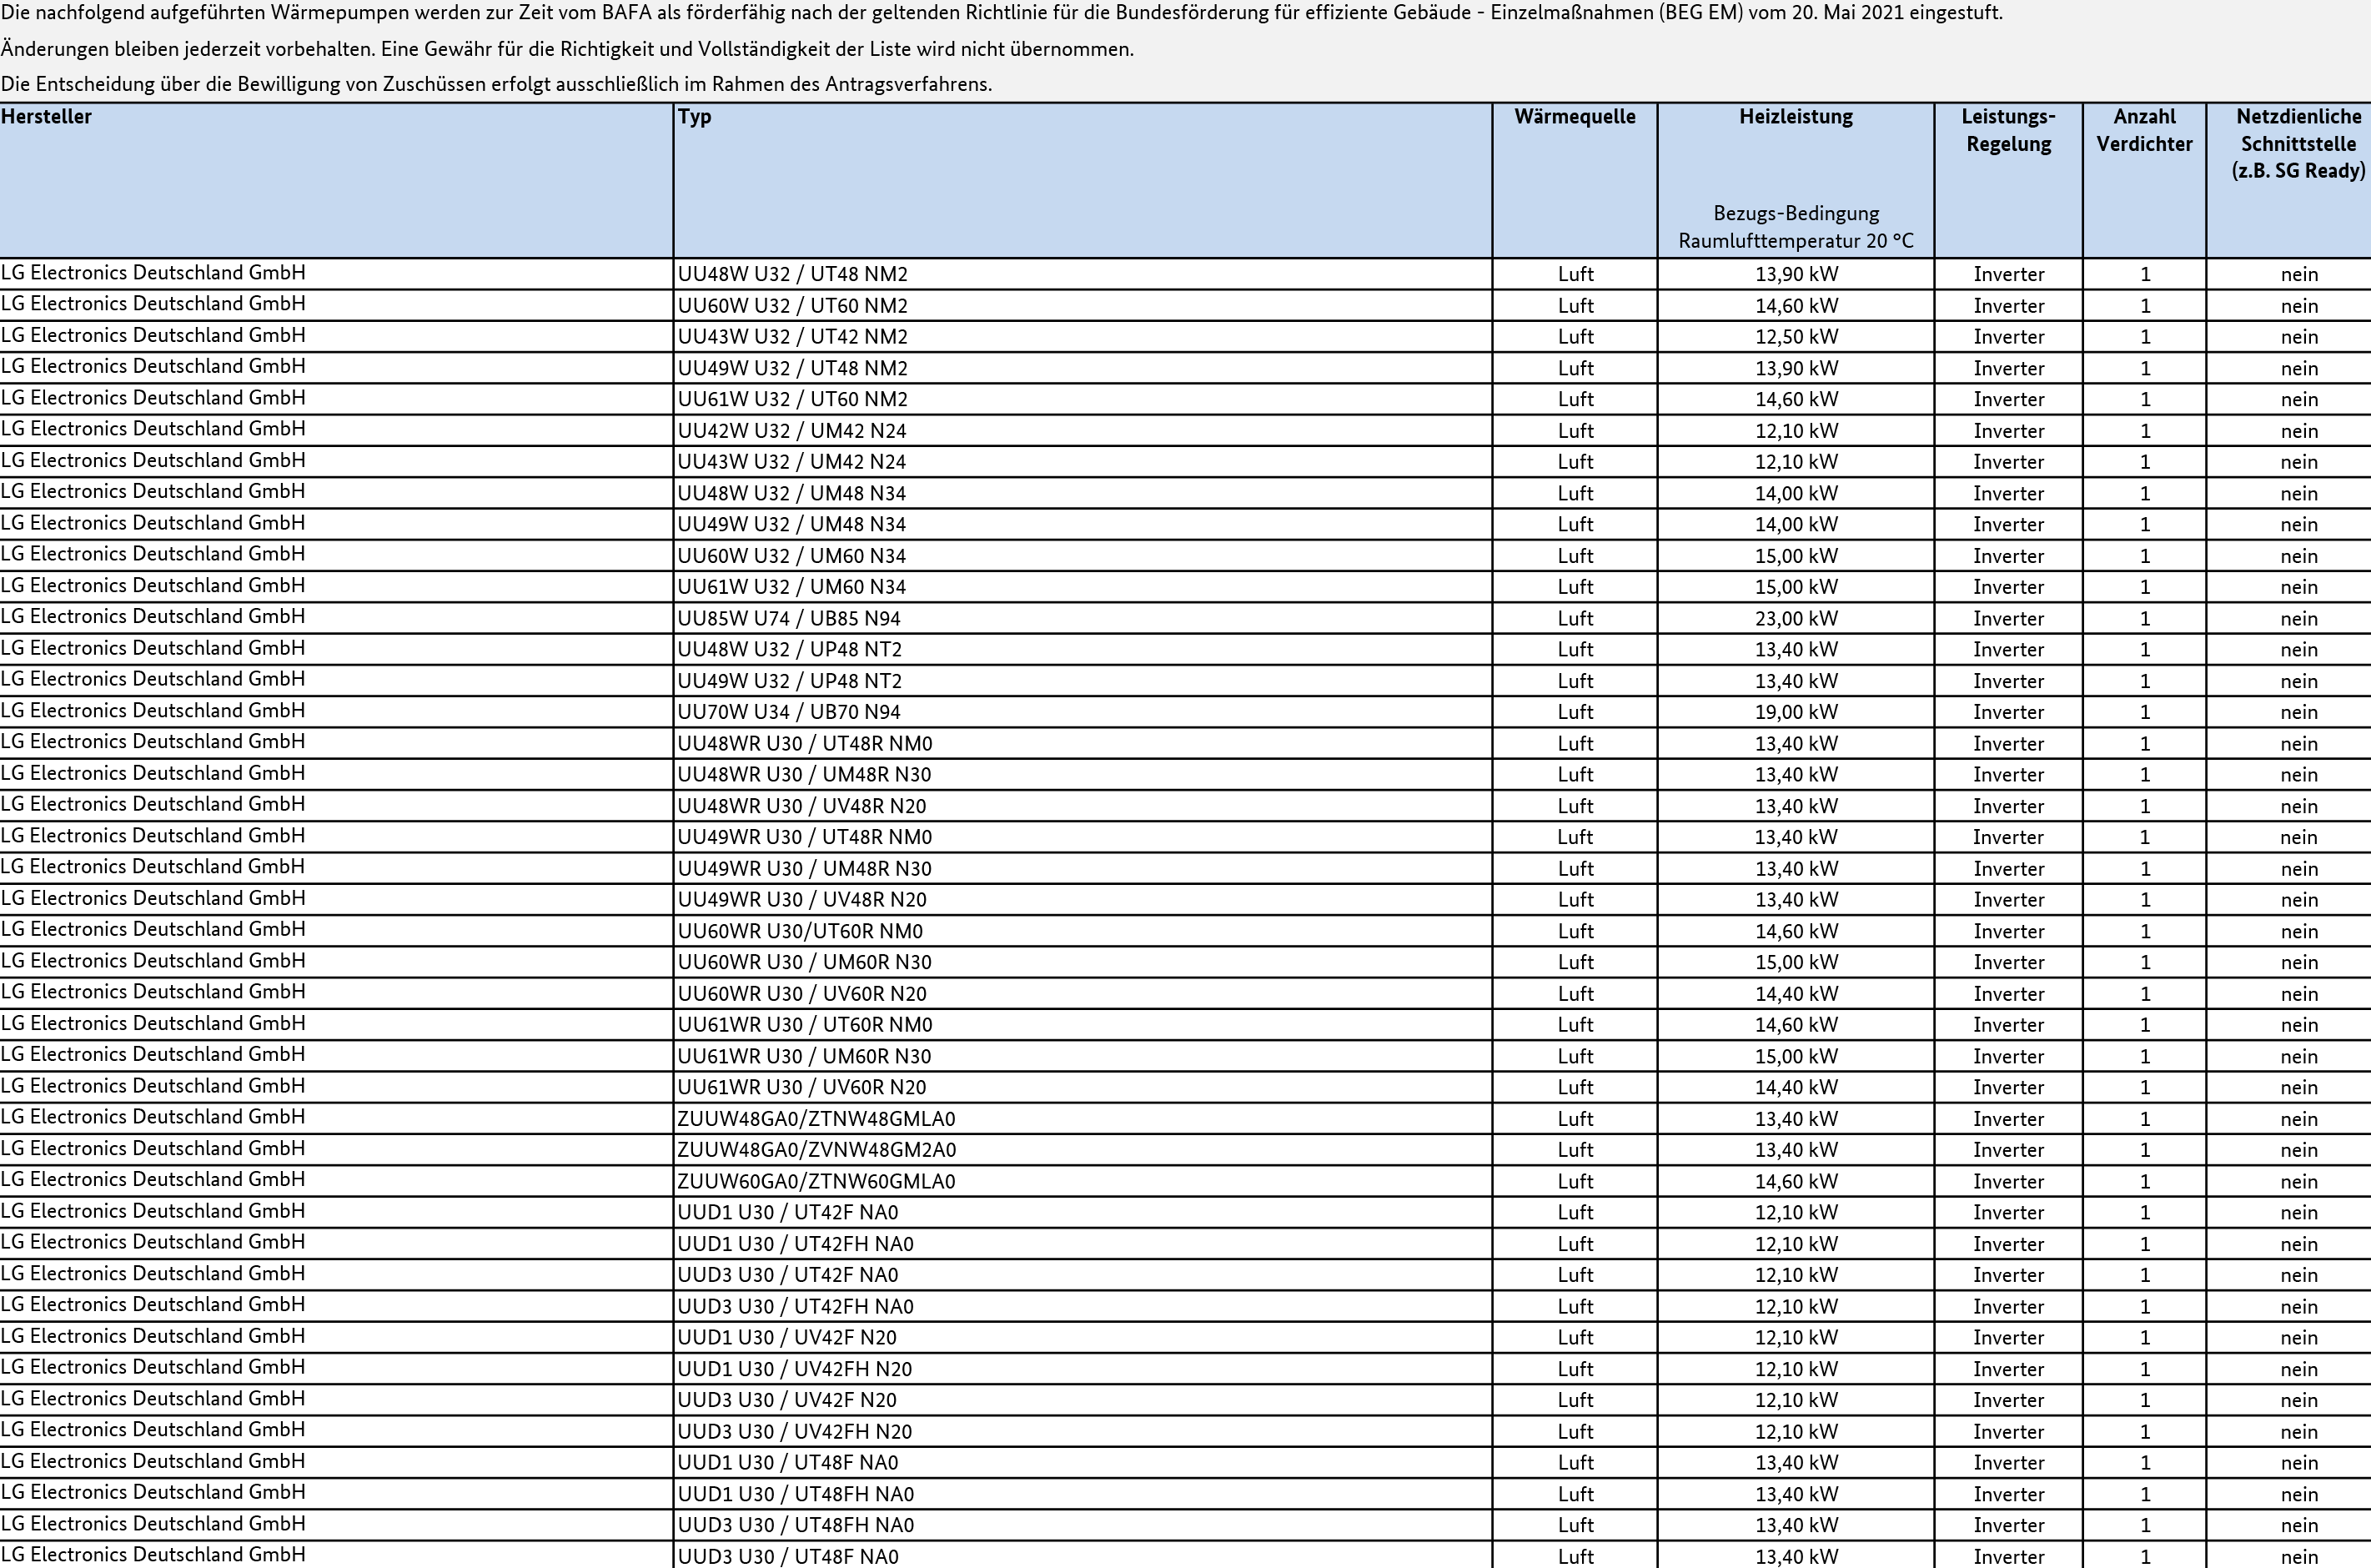 Die nachfolgend aufgeführten Wärmepumpen werden zur Zeit vom BAFA als förderfähig nach der geltenden Richtlinie für die Bundesförderung für effiziente Gebäude - Einzelmaßnahmen (BEG EM) vom 20. Mai 2021 eingestuft.
Änderungen bleiben jederzeit vorbehalten. Eine Gewähr für die Richtigkeit und Vollständigkeit der Liste wird nicht übernommen.
Die Entscheidung über die Bewilligung von Zuschüssen erfolgt ausschließlich im Rahmen des Antragsverfahrens.
Hersteller Typ Wärmequelle Heizleistung Leistungs- Anzahl Netzdienliche
Regelung Verdichter Schnittstelle
(z.B. SG Ready)
Bezugs-Bedingung
Raumlufttemperatur 20 °C
LG Electronics Deutschland GmbH UU48W U32 / UT48 NM2 Luft 13,90 kW Inverter 1 nein
LG Electronics Deutschland GmbH UU60W U32 / UT60 NM2 Luft 14,60 kW Inverter 1 nein
LG Electronics Deutschland GmbH UU43W U32 / UT42 NM2 Luft 12,50 kW Inverter 1 nein
LG Electronics Deutschland GmbH UU49W U32 / UT48 NM2 Luft 13,90 kW Inverter 1 nein
LG Electronics Deutschland GmbH UU61W U32 / UT60 NM2 Luft 14,60 kW Inverter 1 nein
LG Electronics Deutschland GmbH UU42W U32 / UM42 N24 Luft 12,10 kW Inverter 1 nein
LG Electronics Deutschland GmbH UU43W U32 / UM42 N24 Luft 12,10 kW Inverter 1 nein
LG Electronics Deutschland GmbH UU48W U32 / UM48 N34 Luft 14,00 kW Inverter 1 nein
LG Electronics Deutschland GmbH UU49W U32 / UM48 N34 Luft 14,00 kW Inverter 1 nein
LG Electronics Deutschland GmbH UU60W U32 / UM60 N34 Luft 15,00 kW Inverter 1 nein
LG Electronics Deutschland GmbH UU61W U32 / UM60 N34 Luft 15,00 kW Inverter 1 nein
LG Electronics Deutschland GmbH UU85W U74 / UB85 N94 Luft 23,00 kW Inverter 1 nein
LG Electronics Deutschland GmbH UU48W U32 / UP48 NT2 Luft 13,40 kW Inverter 1 nein
LG Electronics Deutschland GmbH UU49W U32 / UP48 NT2 Luft 13,40 kW Inverter 1 nein
LG Electronics Deutschland GmbH UU70W U34 / UB70 N94 Luft 19,00 kW Inverter 1 nein
LG Electronics Deutschland GmbH UU48WR U30 / UT48R NM0 Luft 13,40 kW Inverter 1 nein
LG Electronics Deutschland GmbH UU48WR U30 / UM48R N30 Luft 13,40 kW Inverter 1 nein
LG Electronics Deutschland GmbH UU48WR U30 / UV48R N20 Luft 13,40 kW Inverter 1 nein
LG Electronics Deutschland GmbH UU49WR U30 / UT48R NM0 Luft 13,40 kW Inverter 1 nein
LG Electronics Deutschland GmbH UU49WR U30 / UM48R N30 Luft 13,40 kW Inverter 1 nein
LG Electronics Deutschland GmbH UU49WR U30 / UV48R N20 Luft 13,40 kW Inverter 1 nein
LG Electronics Deutschland GmbH UU60WR U30/UT60R NM0 Luft 14,60 kW Inverter 1 nein
LG Electronics Deutschland GmbH UU60WR U30 / UM60R N30 Luft 15,00 kW Inverter 1 nein
LG Electronics Deutschland GmbH UU60WR U30 / UV60R N20 Luft 14,40 kW Inverter 1 nein
LG Electronics Deutschland GmbH UU61WR U30 / UT60R NM0 Luft 14,60 kW Inverter 1 nein
LG Electronics Deutschland GmbH UU61WR U30 / UM60R N30 Luft 15,00 kW Inverter 1 nein
LG Electronics Deutschland GmbH UU61WR U30 / UV60R N20 Luft 14,40 kW Inverter 1 nein
LG Electronics Deutschland GmbH ZUUW48GA0/ZTNW48GMLA0 Luft 13,40 kW Inverter 1 nein
LG Electronics Deutschland GmbH ZUUW48GA0/ZVNW48GM2A0 Luft 13,40 kW Inverter 1 nein
LG Electronics Deutschland GmbH ZUUW60GA0/ZTNW60GMLA0 Luft 14,60 kW Inverter 1 nein
LG Electronics Deutschland GmbH UUD1 U30 / UT42F NA0 Luft 12,10 kW Inverter 1 nein
LG Electronics Deutschland GmbH UUD1 U30 / UT42FH NA0 Luft 12,10 kW Inverter 1 nein
LG Electronics Deutschland GmbH UUD3 U30 / UT42F NA0 Luft 12,10 kW Inverter 1 nein
LG Electronics Deutschland GmbH UUD3 U30 / UT42FH NA0 Luft 12,10 kW Inverter 1 nein
LG Electronics Deutschland GmbH UUD1 U30 / UV42F N20 Luft 12,10 kW Inverter 1 nein
LG Electronics Deutschland GmbH UUD1 U30 / UV42FH N20 Luft 12,10 kW Inverter 1 nein
LG Electronics Deutschland GmbH UUD3 U30 / UV42F N20 Luft 12,10 kW Inverter 1 nein
LG Electronics Deutschland GmbH UUD3 U30 / UV42FH N20 Luft 12,10 kW Inverter 1 nein
LG Electronics Deutschland GmbH UUD1 U30 / UT48F NA0 Luft 13,40 kW Inverter 1 nein
LG Electronics Deutschland GmbH UUD1 U30 / UT48FH NA0 Luft 13,40 kW Inverter 1 nein
LG Electronics Deutschland GmbH UUD3 U30 / UT48FH NA0 Luft 13,40 kW Inverter 1 nein
LG Electronics Deutschland GmbH UUD3 U30 / UT48F NA0 Luft 13,40 kW Inverter 1 nein